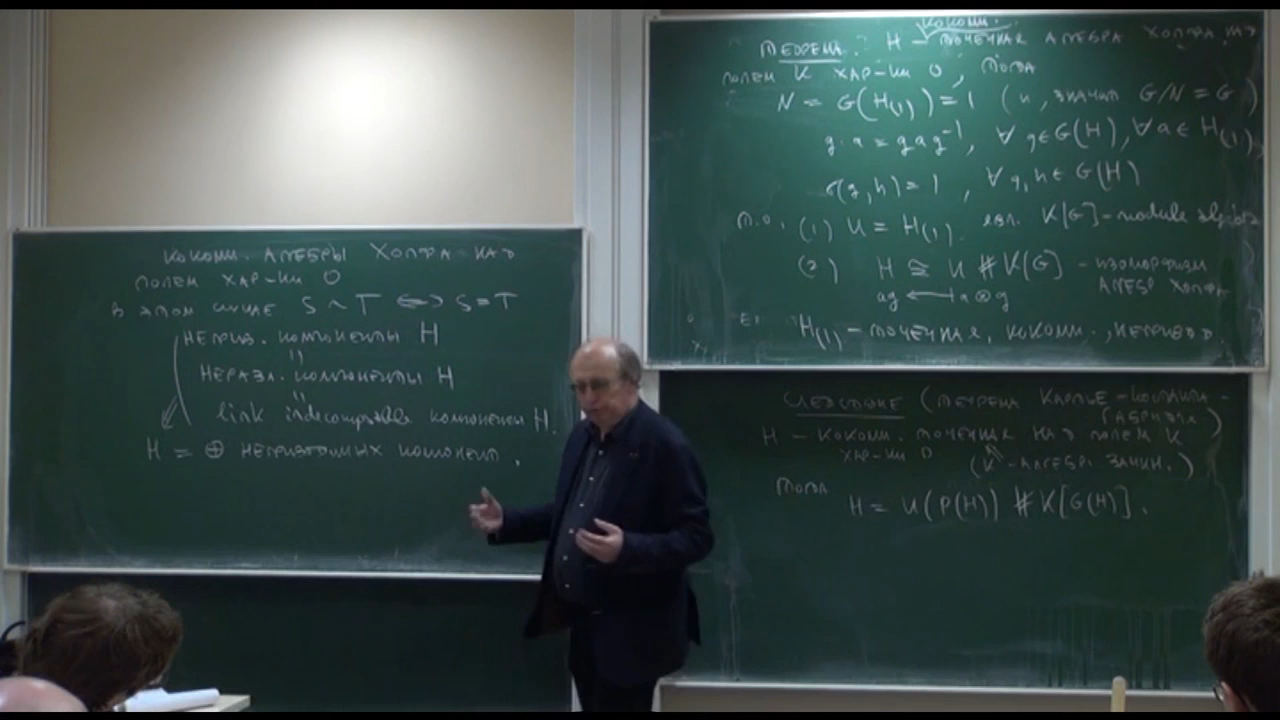 КОКОММ. АЛГЕБРЫ ХОПФА НАД
ПОЛЕМ ХАР-КИ 0
В ЭТОМ СЛУЧАЕ S ~ T ⟺ S = T
НЕПРИВ. КОМПОНЕНТЫ H
"
НЕРАЗЛ. КОМПОНЕНТЫ H
"
link indecomposable КОМПОНЕНТЫ H.
H = ⊕ НЕПРИВОДИМЫХ КОМПОНЕНТ.
КОКОММ.
ТЕОРЕМА. H – ТОЧЕЧНАЯ АЛГЕБРА ХОПФА НАД
ПОЛЕМ K ХАР-КИ 0, ТОГДА
N = G(H(1)) = 1 (И, ЗНАЧИТ G/N = G)
g·a = gag⁻¹, ∀ g∈G(H), ∀a∈ H(1)
σ(g,h) = 1, ∀ g,h ∈ G(H)
Т.О., (1) U = H(1) явл. K[G]-module algebra
(2) H ≅ U # K[G] – ИЗОМОРФИЗМ
АЛГЕБР ХОПФА
ag ⟵ a⊗g
H(1) – ТОЧЕЧНАЯ, КОКОММ., НЕПРИВОД.
СЛЕДСТВИЕ (ТЕОРЕМА КАРТЬЕ-КОСТАНТА-
ГАБРИЭЛЯ)
H – КОКОММ. ТОЧЕЧНАЯ НАД ПОЛЕМ K
ХАР-КИ 0 (K – АЛГЕБР. ЗАМКН.)
ТОГДА
H = U(P(H)) # K[G(H)].